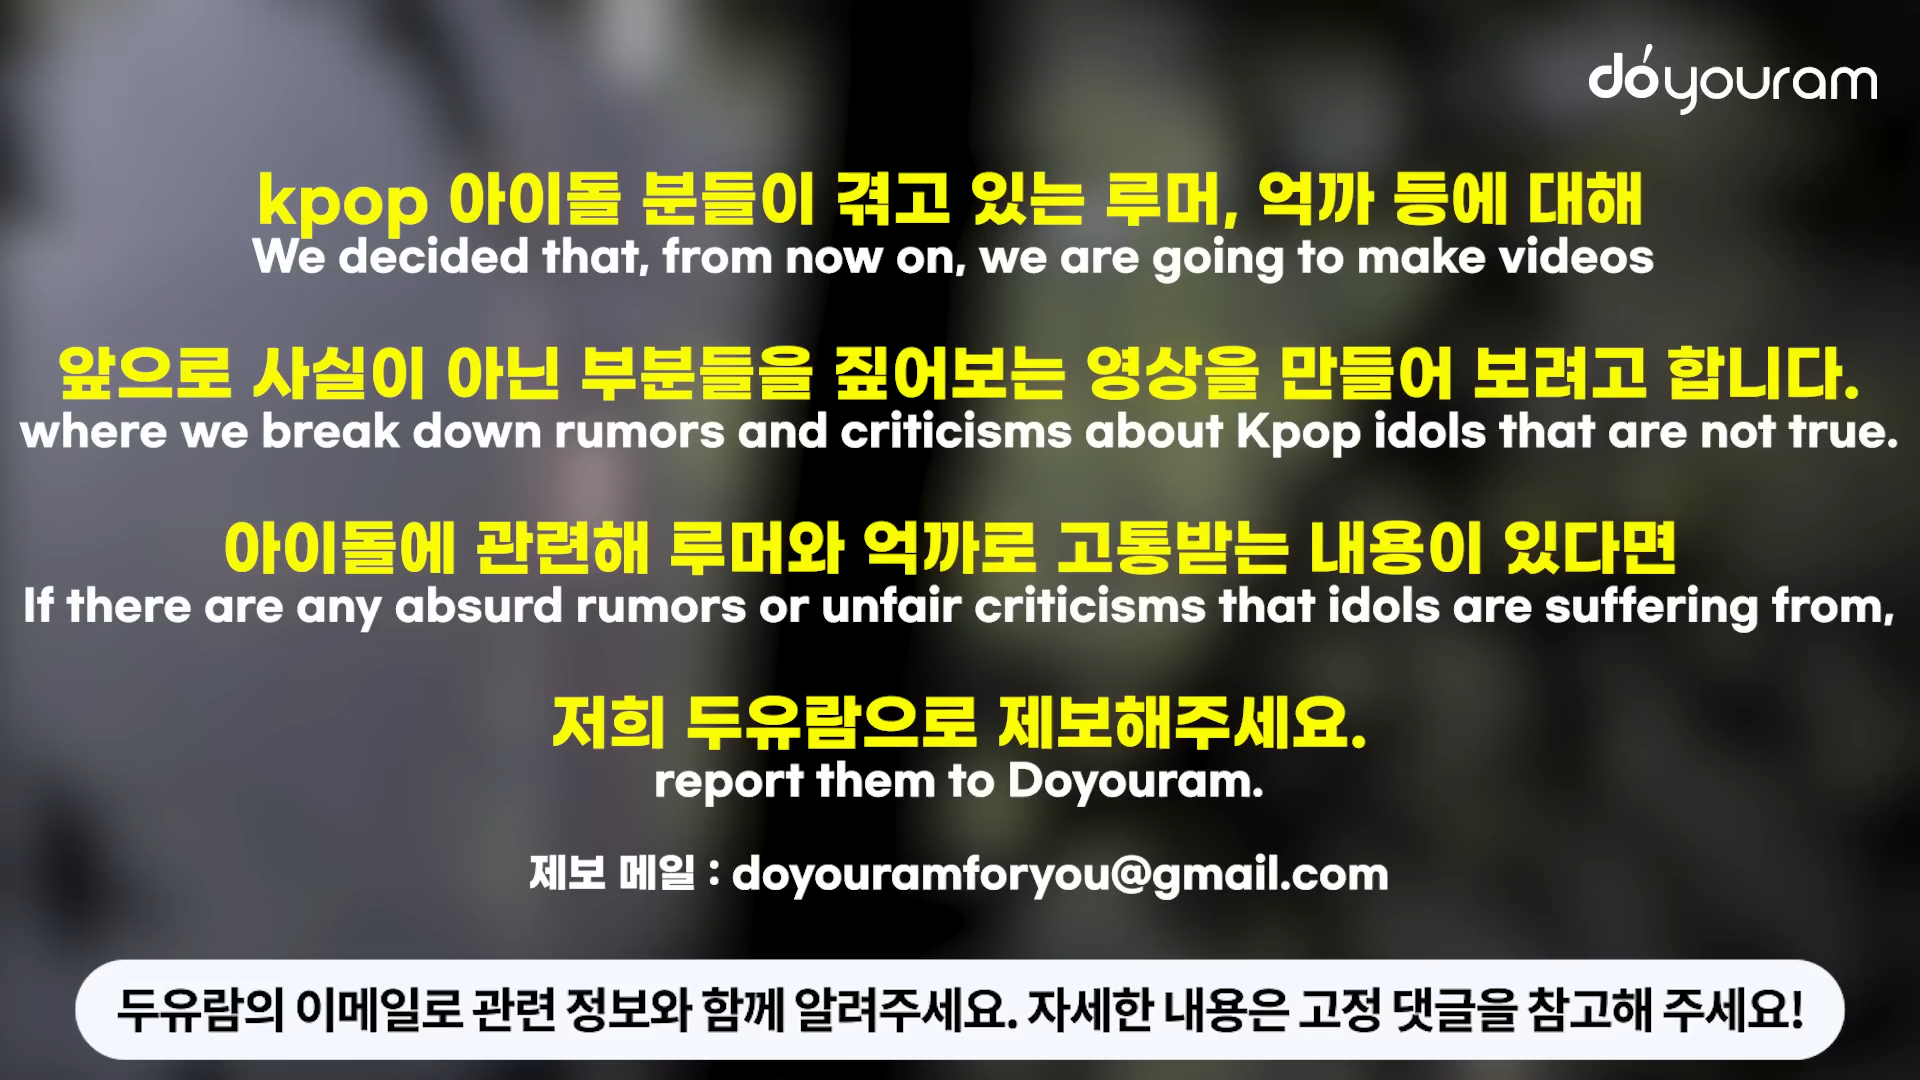 dóyouram
kpop 아이돌 분들이 겪고 있는 루머, 억까 등에 대해
We decided that, from now on, we are going to make videos
앞으로 사실이 아닌 부분들을 짚어보는 영상을 만들어 보려고 합니다.
where we break down rumors and criticisms about Kpop idols that are not true.
아이돌에 관련해 루머와 억까로 고통받는 내용이 있다면
If there are any absurd rumors or unfair criticisms that idols are suffering from,
저희 두유람으로 제보해주세요.
report them to Doyouram.
제보 메일 : doyouramforyou@gmail.com
두유람의 이메일로 관련 정보와 함께 알려주세요. 자세한 내용은 고정 댓글을 참고해 주세요!